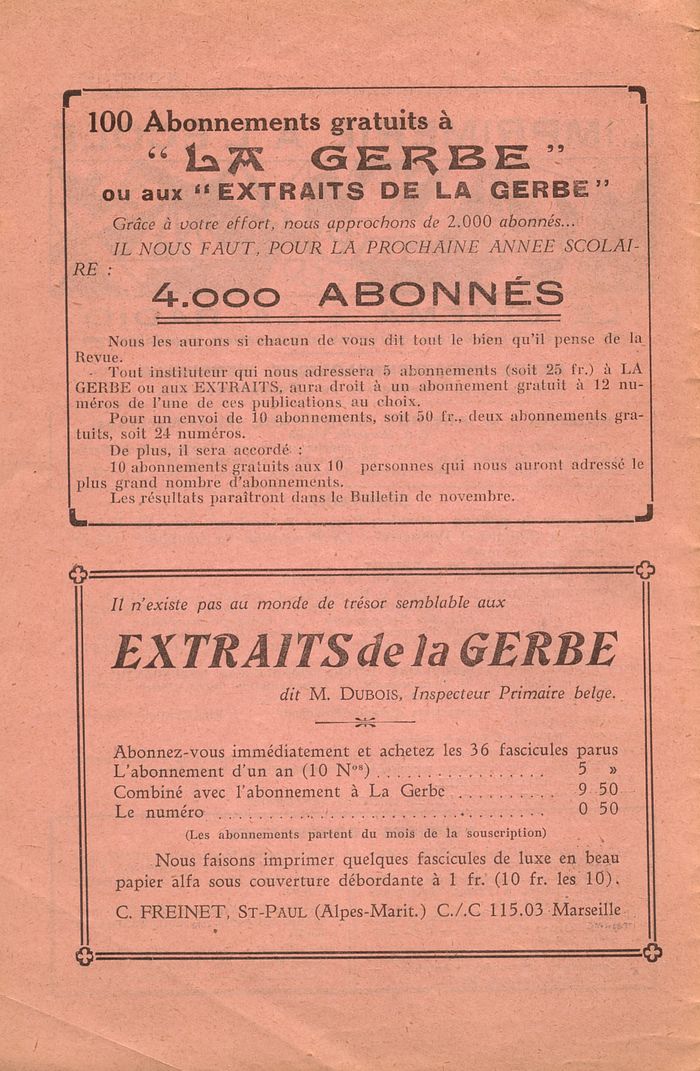 100 Abonnements gratuits à
“ LA GERBE ”
ou aux “ EXTRAITS DE LA GERBE ”
Grâce à votre effort, nous approchons de 2.000 abonnés...
IL NOUS FAUT, POUR LA PROCHAINE ANNEE SCOLAI-
RE :
4.000 ABONNÉS
Nous les aurons si chacun de vous dit tout le bien qu'il pense de la
Revue.
- Tout instituteur qui nous adressera 5 abonnements (soit 25 fr.) à LA
GERBE ou aux EXTRAITS, aura droit à un abonnement gratuit à 12 nu-
méros de l'une de ces publications au choix.
Pour un envoi de 10 abonnements, soit 50 fr., deux abonnements gra-
tuits, soit 24 numéros.
De plus, il sera accordé :
10 abonnements gratuits aux 10 personnes qui nous auront adressé le
plus grand nombre d'abonnements.
Les résultats paraîtront dans le Bulletin de novembre.
Il n'existe pas au monde de trésor semblable aux
EXTRAITS de la GERBE
dit M. DUBOIS, Inspecteur Primaire belge.
Abonnez-vous immédiatement et achetez les 36 fascicules parus
L'abonnement d'un an (10 Nos) .................. 5 »
Combiné avec l'abonnement à La Gerbe .......... 9 50
Le numéro .................................. 0 50
(Les abonnements partent du mois de la souscription)
Nous faisons imprimer quelques fascicules de luxe en beau
papier alfa sous couverture débordante à 1 fr. (10 fr. les 10).
C. FREINET, ST-PAUL (Alpes-Marit.) C./.C 115.03 Marseille